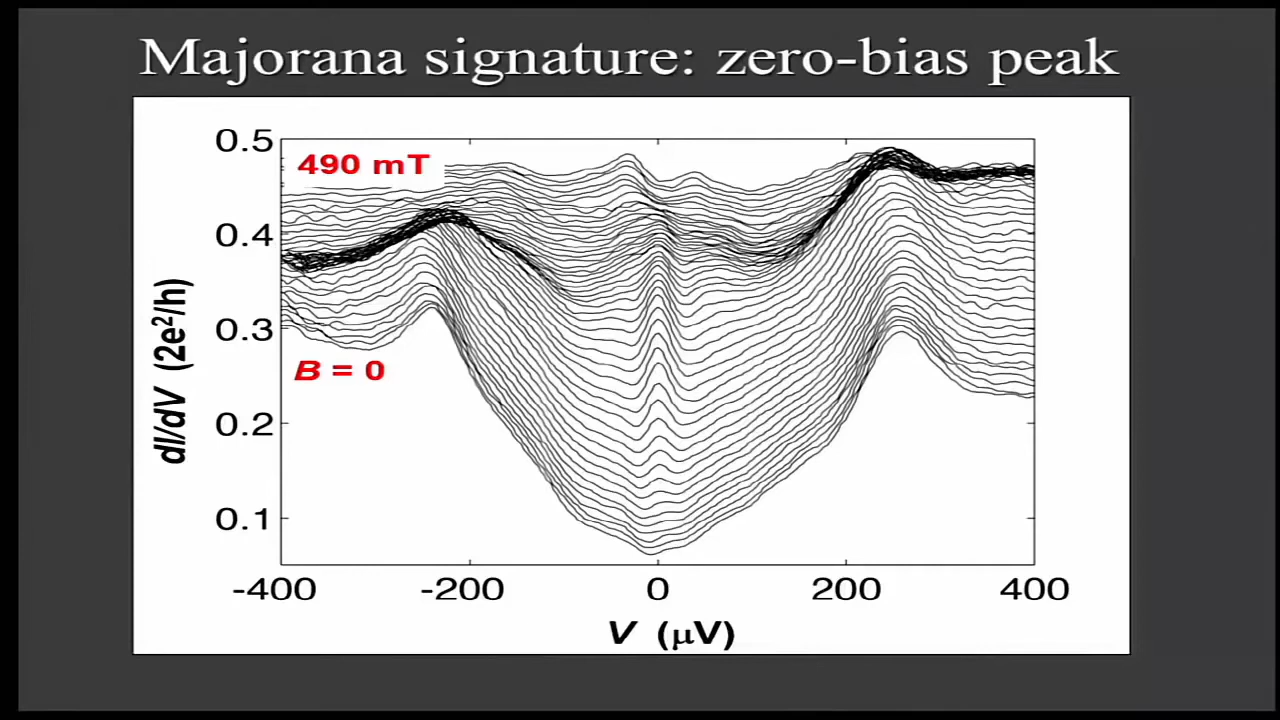 Majorana signature: zero-bias peak
0.5
490 mT
0.4
0.3
B = 0
0.2
0.1
dI/dV (2e²/h)
-400 -200 0 200 400
V (μV)